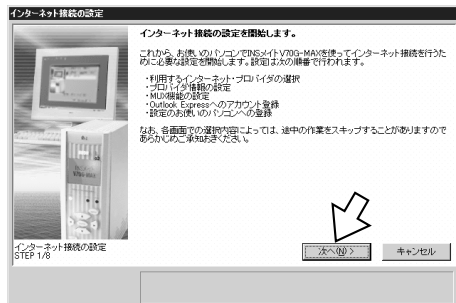 インターネット接続の設定
インターネット接続の設定を開始します。
これから、お使いのパソコンでINSメイトV70G-MAXを使ってインターネット接続を行うた
めに必要な設定を開始します。設定は次の順番で行われます。
・利用するインターネット・プロバイダの選択
・プロバイダ情報の設定
・MUX機能の設定
・Outlook Expressへのアカウント登録
・設定のお使いのパソコンへの登録
なお、各画面での選択内容によっては、途中の作業をスキップすることがありますので
あらかじめご承知おきください。
インターネット接続の設定
STEP 1/8
次へ(N) >
キャンセル